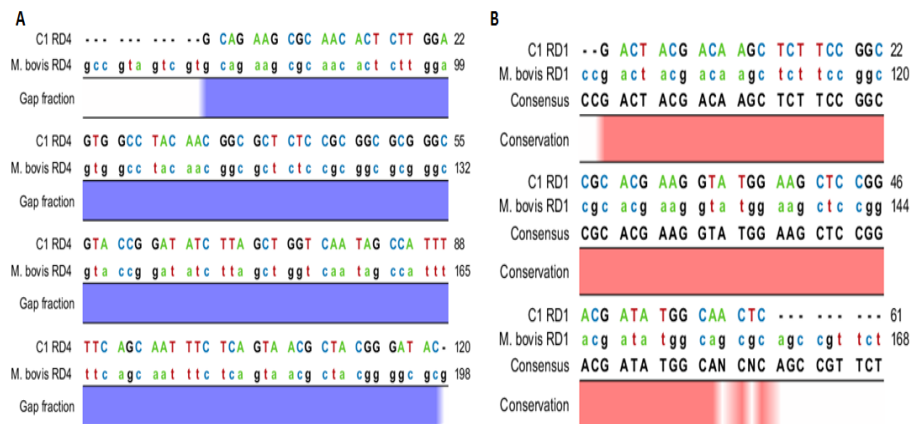 A
C1 RD4 --- --- --- --G CAG AAG CGC AAC ACT CTT GGA 22
M. bovis RD4 gcc gta gtc gtg cag aag cgc aac act ctt gga 99
Gap fraction
C1 RD4 GTG GCC TAC AAC GGC GCT CTC CGC GGC GCG GGC 55
M. bovis RD4 gtg gcc tac aac ggc gct ctc cgc ggc gcg ggc 132
Gap fraction
C1 RD4 GTA CCG GAT ATC TTA GCT GGT CAA TAG CCA TTT 88
M. bovis RD4 gta ccg gat atc tta gct ggt caa tag cca ttt 165
Gap fraction
C1 RD4 TTC AGC AAT TTC TCA GTA ACG CTA CGG GAT AC- 120
M. bovis RD4 ttc agc aat ttc tca gta acg cta cgg ggc gcg 198
Gap fraction
B
C1 RD1 --G ACT ACG ACA AGC TCT TCC GGC 22
M. bovis RD1 ccg act acg aca agc tct tcc ggc 120
Consensus CCG ACT ACG ACA AGC TCT TCC GGC
Conservation
C1 RD1 CGC ACG AAG GTA TGG AAG CTC CGG 46
M. bovis RD1 cgc acg aag gta tgg aag ctc cgg 144
Consensus CGC ACG AAG GTA TGG AAG CTC CGG
Conservation
C1 RD1 ACG ATA TGG CAA CTC --- --- --- 61
M. bovis RD1 acg ata tgg cag cgc agc cgt tct 168
Consensus ACG ATA TGG CAN CNC AGC CGT TCT
Conservation